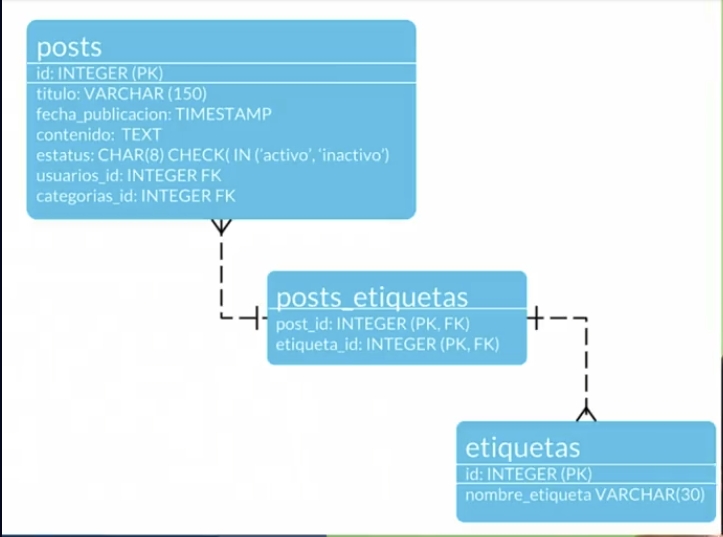 posts
id: INTEGER (PK)
titulo: VARCHAR (150)
fecha_publicacion: TIMESTAMP
contenido: TEXT
estatus: CHAR(8) CHECK( IN ('activo', 'inactivo')
usuarios_id: INTEGER FK
categorias_id: INTEGER FK
posts_etiquetas
post_id: INTEGER (PK, FK)
etiqueta_id: INTEGER (PK, FK)
etiquetas
id: INTEGER (PK)
nombre_etiqueta VARCHAR(30)